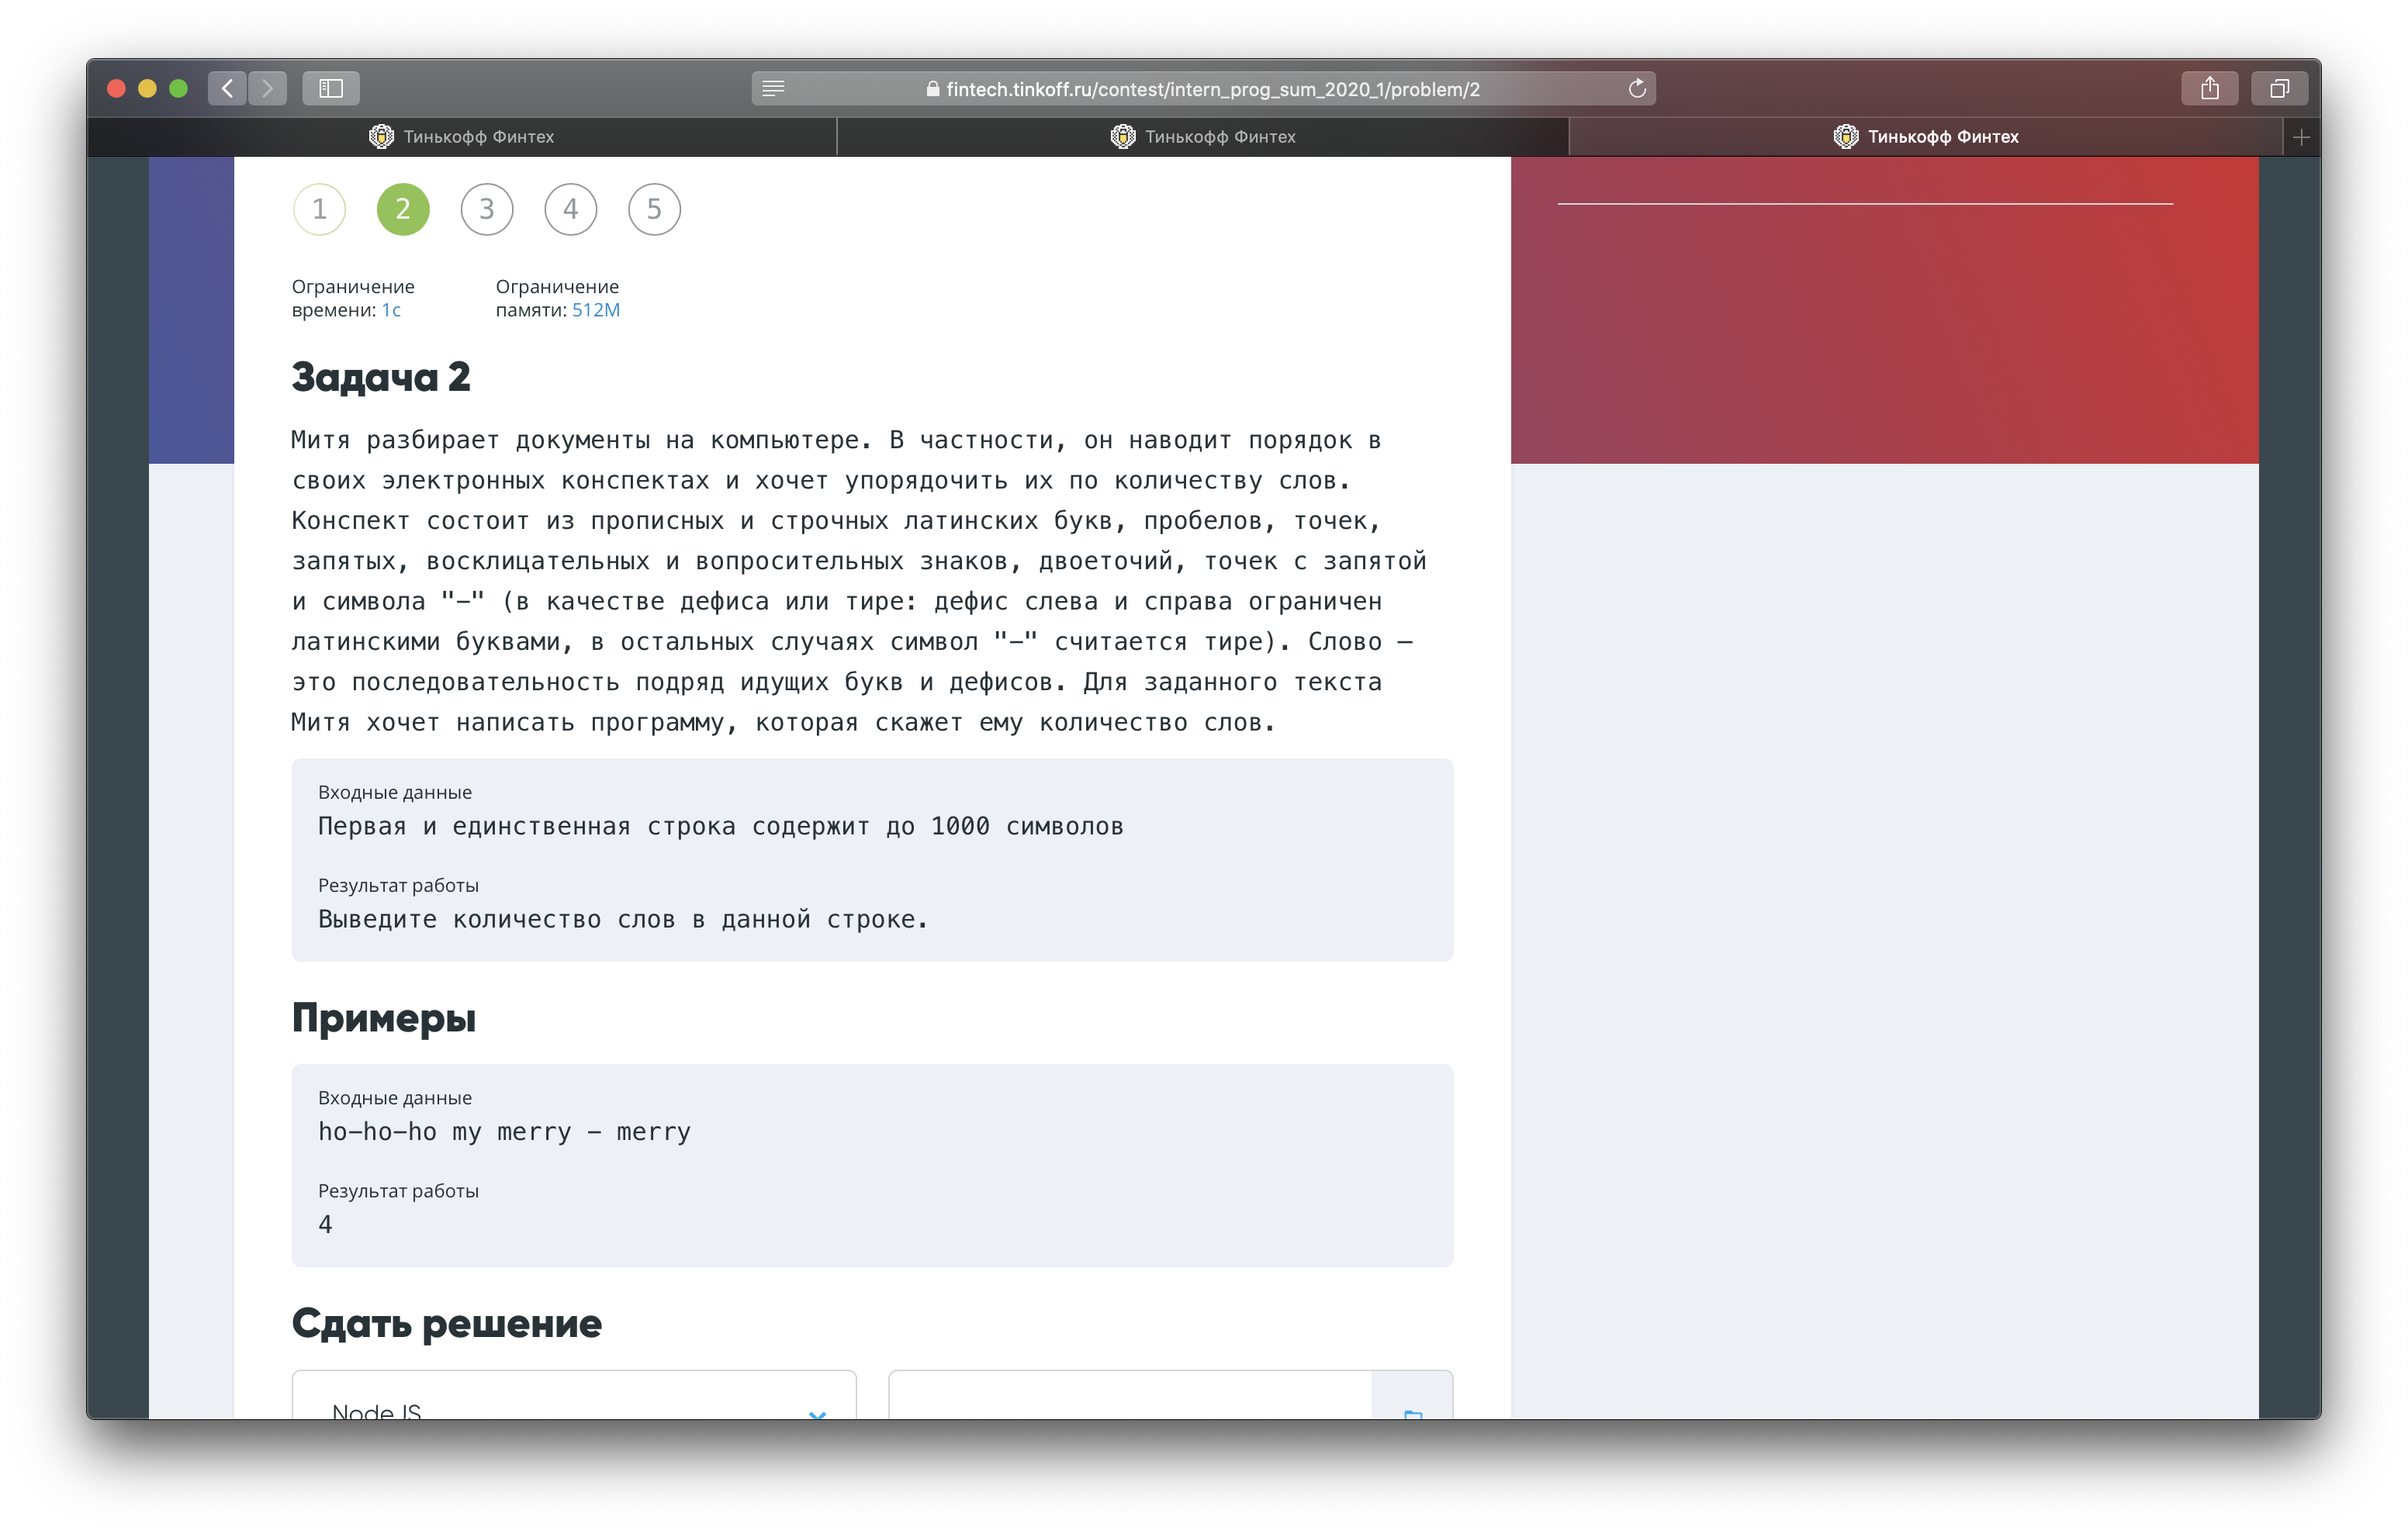 fintech.tinkoff.ru/contest/intern_prog_sum_2020_1/problem/2
Тинькофф Финтех
Тинькофф Финтех
Тинькофф Финтех
1 2 3 4 5
Ограничение
времени: 1с
Ограничение
памяти: 512M
Задача 2
Митя разбирает документы на компьютере. В частности, он наводит порядок в
своих электронных конспектах и хочет упорядочить их по количеству слов.
Конспект состоит из прописных и строчных латинских букв, пробелов, точек,
запятых, восклицательных и вопросительных знаков, двоеточий, точек с запятой
и символа "-" (в качестве дефиса или тире: дефис слева и справа ограничен
латинскими буквами, в остальных случаях символ "-" считается тире). Слово —
это последовательность подряд идущих букв и дефисов. Для заданного текста
Митя хочет написать программу, которая скажет ему количество слов.
Входные данные
Первая и единственная строка содержит до 1000 символов
Результат работы
Выведите количество слов в данной строке.
Примеры
Входные данные
ho-ho-ho my merry - merry
Результат работы
4
Сдать решение
NodeJS